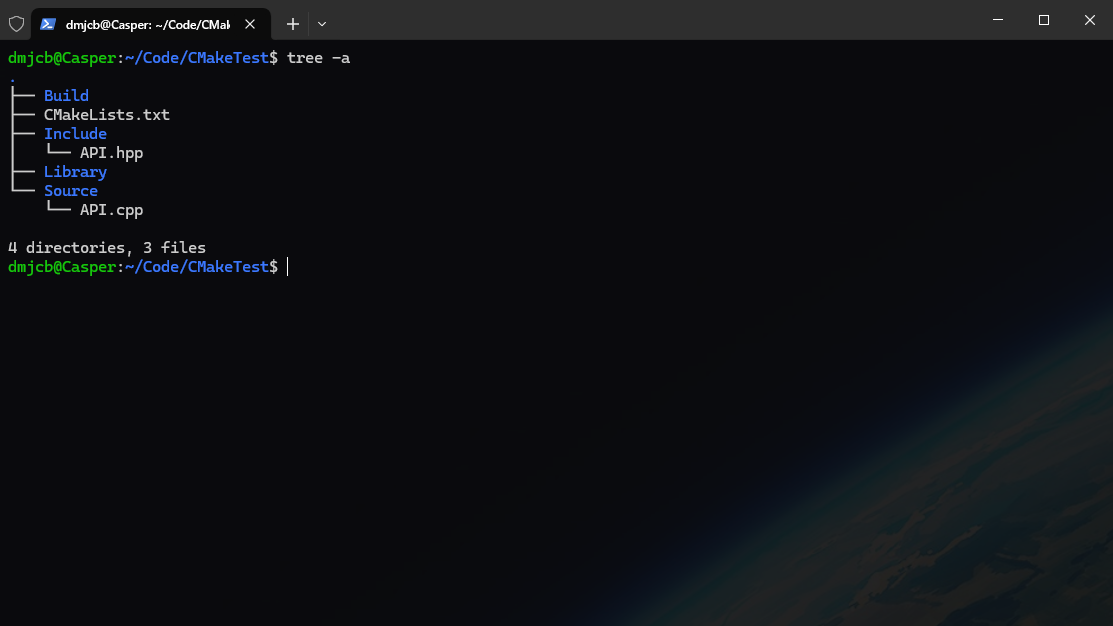 dmjcb@Casper: ~/Code/CMal
dmjcb@Casper:~/Code/CMakeTest$ tree -a
.
├── Build
├── CMakeLists.txt
├── Include
│   └── API.hpp
├── Library
└── Source
    └── API.cpp
4 directories, 3 files
dmjcb@Casper:~/Code/CMakeTest$